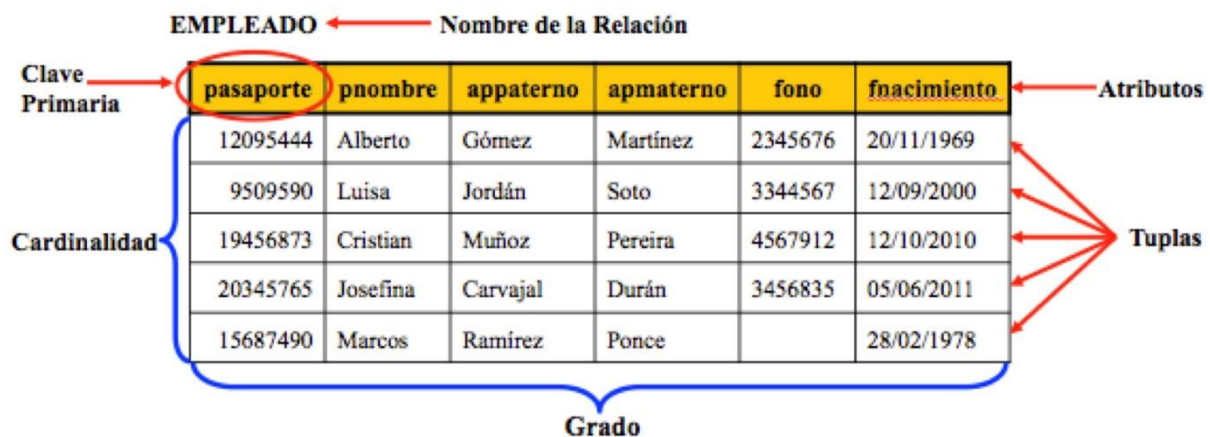 EMPLEADO Nombre de la Relación
Clave Primaria
pasaporte pnombre appaterno apmaterno fono fnacimiento
Atributos
12095444 Alberto Gómez Martínez 2345676 20/11/1969
9509590 Luisa Jordán Soto 3344567 12/09/2000
Cardinalidad 19456873 Cristian Muñoz Pereira 4567912 12/10/2010 Tuplas
20345765 Josefina Carvajal Durán 3456835 05/06/2011
15687490 Marcos Ramírez Ponce 28/02/1978
Grado